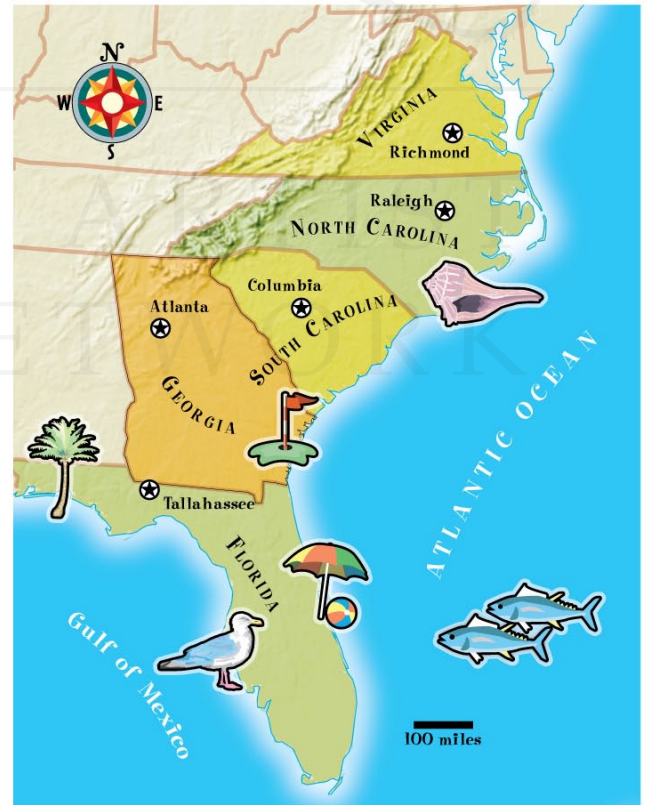 N
W E
S
VIRGINIA
Richmond
Raleigh
NORTH CAROLINA
Columbia
SOUTH CAROLINA
Atlanta
GEORGIA
Tallahassee
FLORIDA
ATLANTIC OCEAN
Gulf of Mexico
100 miles
NETWORK